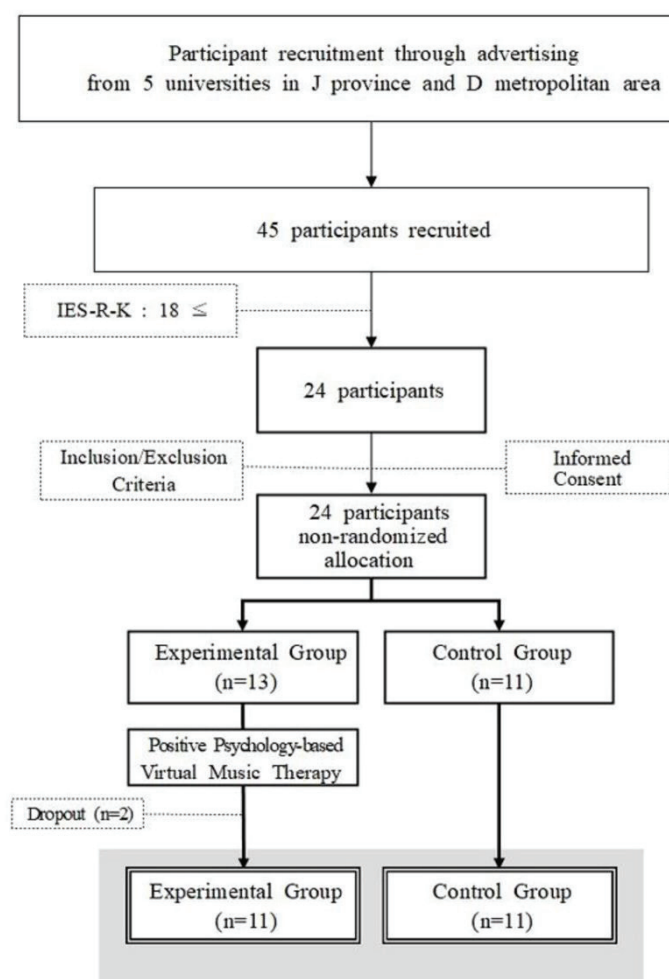 Participant recruitment through advertising
from 5 universities in J province and D metropolitan area
45 participants recruited
IES-R-K : 18 ≤
24 participants
Inclusion/Exclusion
Criteria
Informed
Consent
24 participants
non-randomized
allocation
Experimental Group
(n=13)
Control Group
(n=11)
Positive Psychology-based
Virtual Music Therapy
Dropout (n=2)
Experimental Group
(n=11)
Control Group
(n=11)